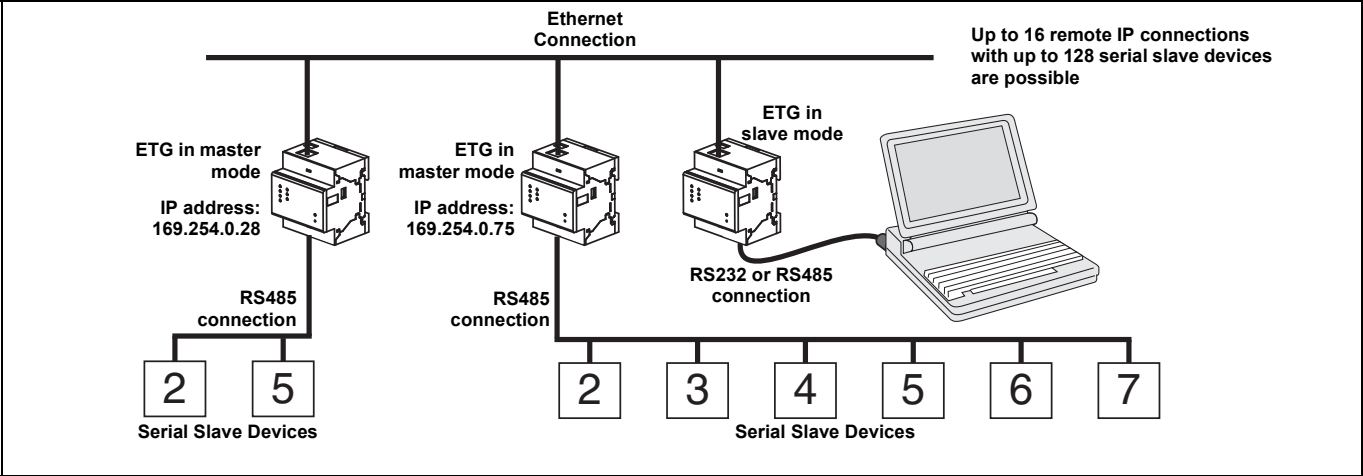 Ethernet
Connection
Up to 16 remote IP connections
with up to 128 serial slave devices
are possible
ETG in master
mode
IP address:
169.254.0.28
ETG in
master mode
IP address:
169.254.0.75
ETG in
slave mode
RS232 or RS485
connection
RS485
connection
RS485
connection
2 5
2 3 4 5 6 7
Serial Slave Devices
Serial Slave Devices